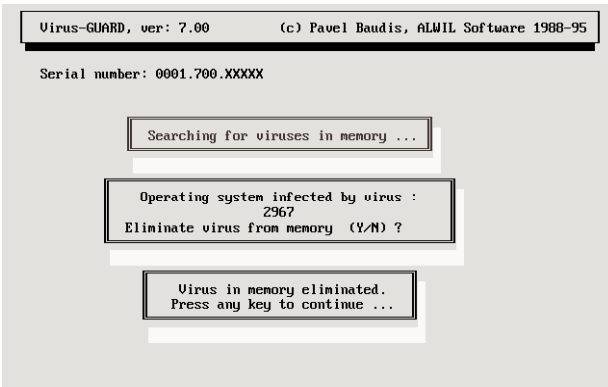 Virus-GUARD, ver: 7.00 (c) Pavel Baudis, ALWIL Software 1988-95
Serial number: 0001.700.XXXXX
Searching for viruses in memory ...
Operating system infected by virus :
2967
Eliminate virus from memory (Y/N) ?
Virus in memory eliminated.
Press any key to continue ...